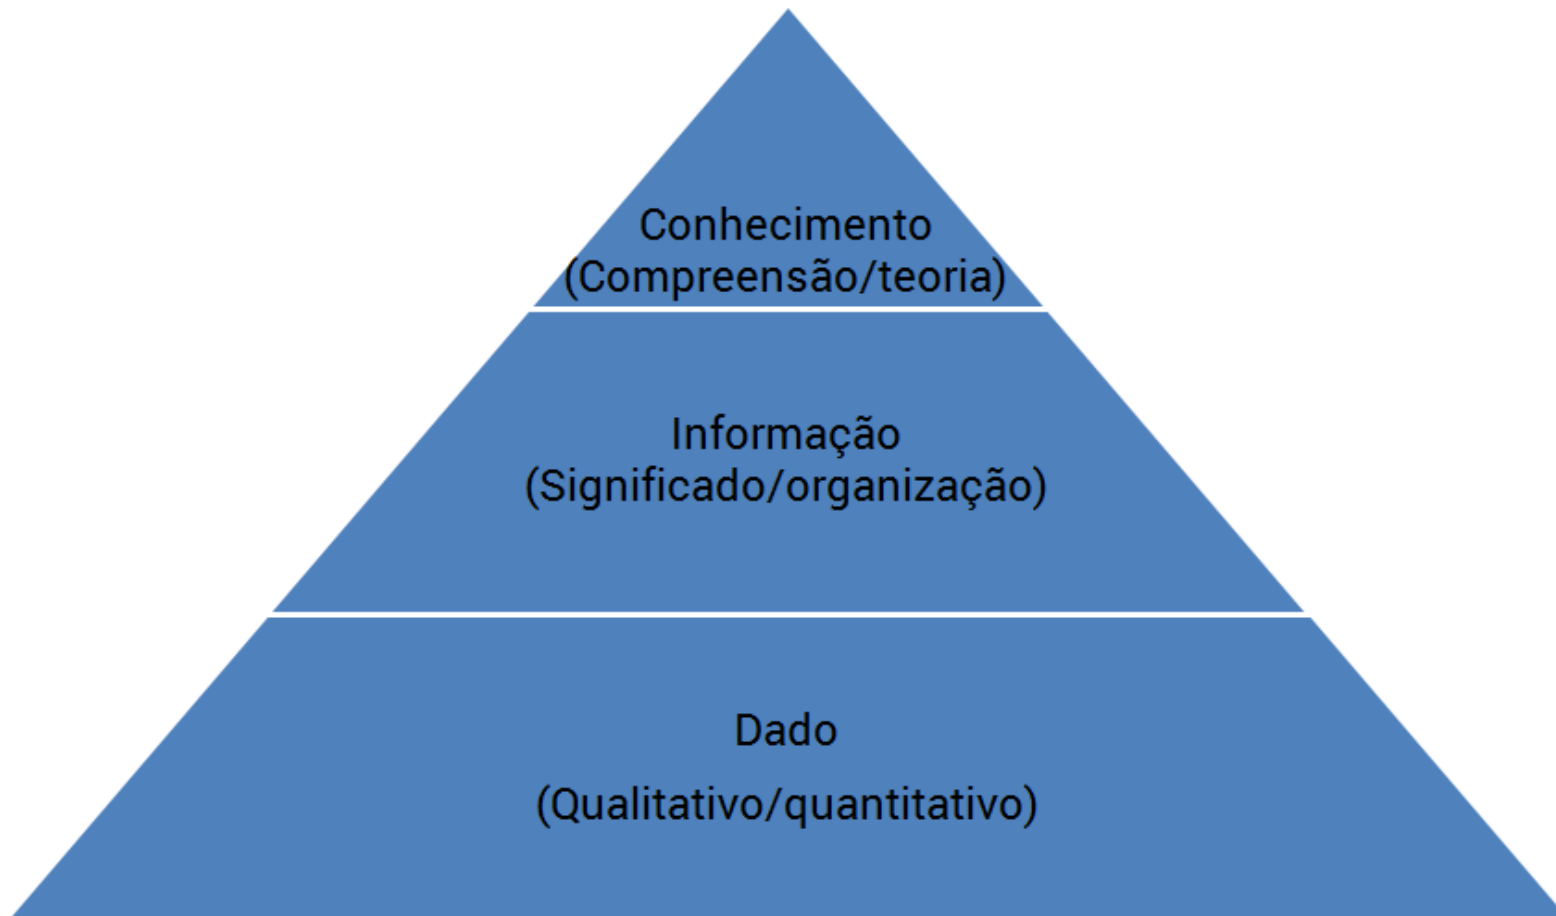 Conhecimento
(Compreensão/teoria)
Informação
(Significado/organização)
Dado
(Qualitativo/quantitativo)